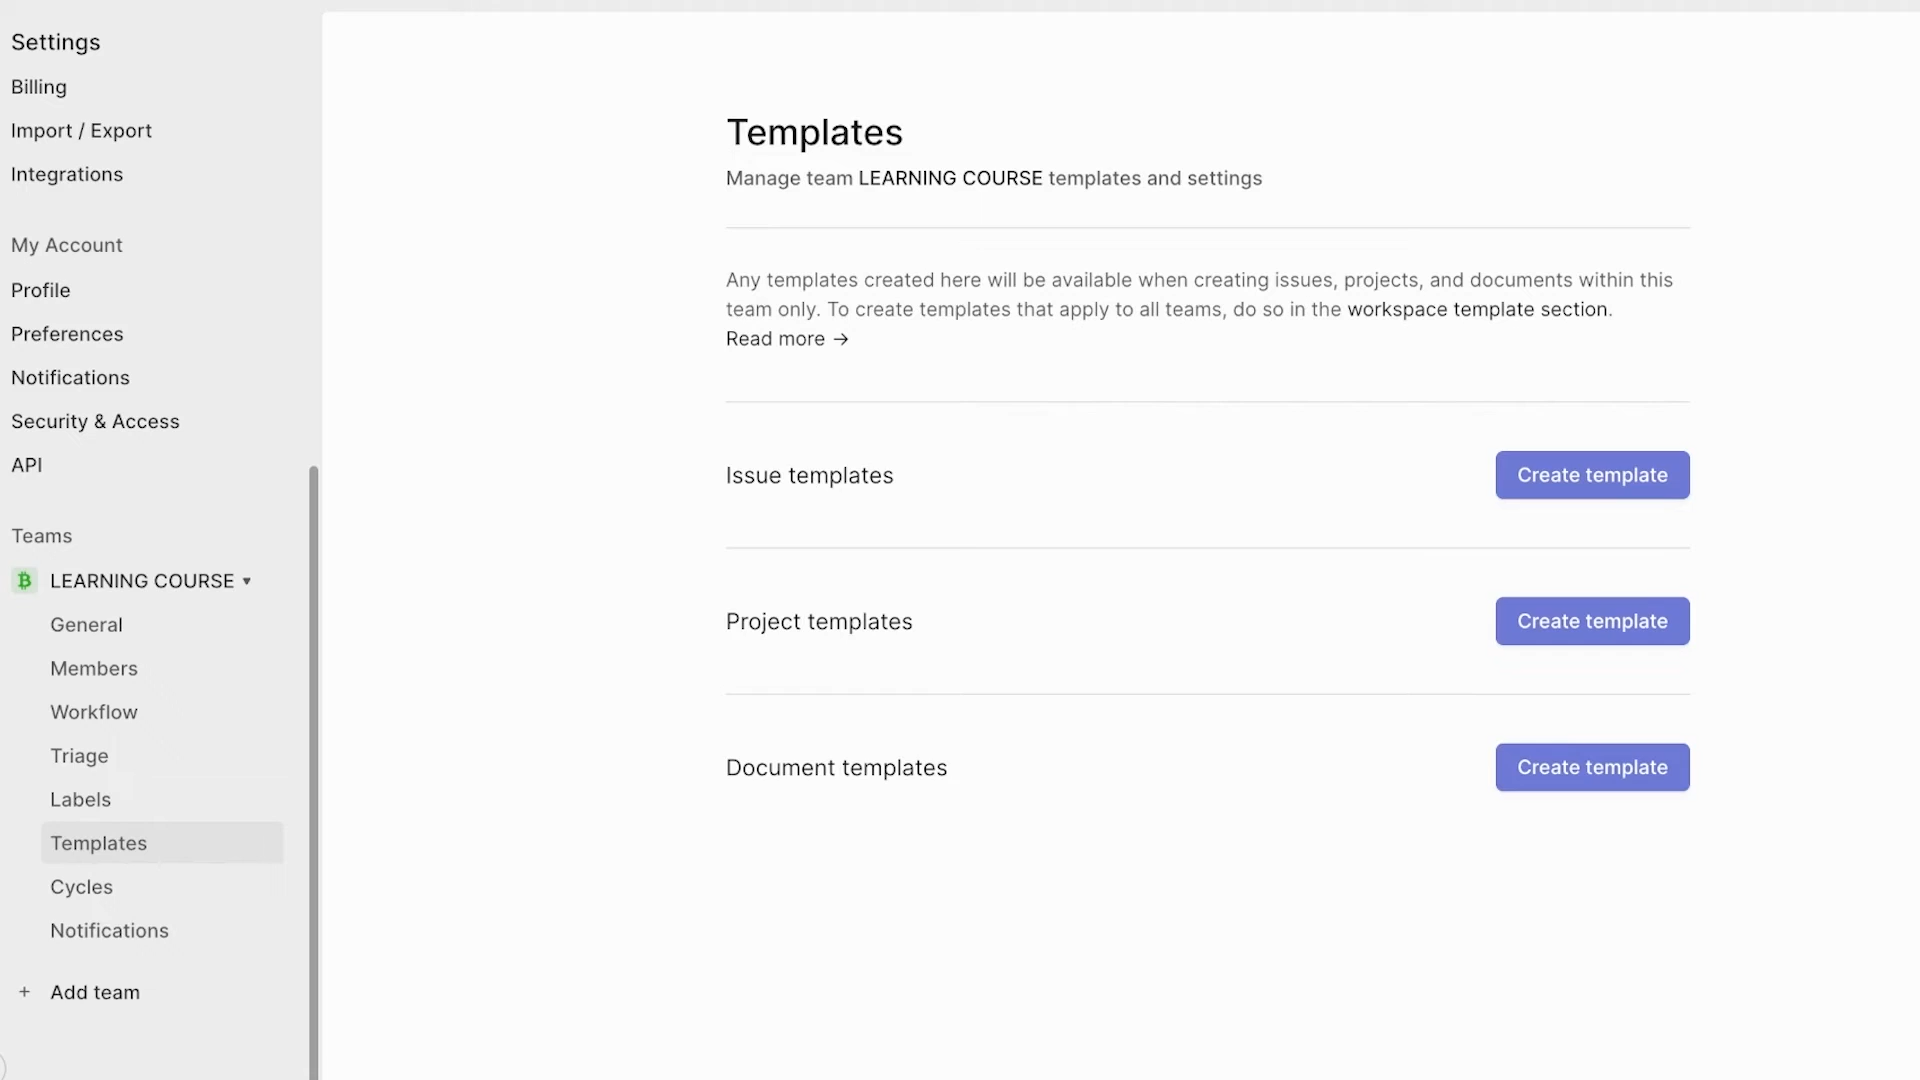 Settings
Billing
Import / Export
Integrations
My Account
Profile
Preferences
Notifications
Security & Access
API
Teams
LEARNING COURSE
General
Members
Workflow
Triage
Labels
Templates
Cycles
Notifications
+ Add team
Templates
Manage team LEARNING COURSE templates and settings
Any templates created here will be available when creating issues, projects, and documents within this
team only. To create templates that apply to all teams, do so in the workspace template section.
Read more →
Issue templates
Create template
Project templates
Create template
Document templates
Create template